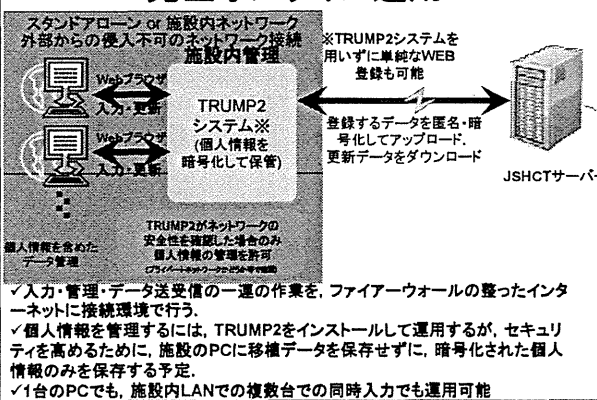 スタンドアローン or 施設内ネットワーク
外部からの侵入不可のネットワーク接続
施設内管理
※TRUMP2システムを
用いずに単純なWEB
登録も可能
Webブラウザ
入力・更新
TRUMP2
システム※
(個人情報を
暗号化して保管)
Webブラウザ
入力・更新
登録するデータを匿名・暗
号化してアップロード.
更新データをダウンロード
JSHCTサーバー
個人情報を含めた
データ管理
TRUMP2がネットワークの
安全性を確認した場合のみ
個人情報の管理を許可
✓入力・管理・データ送受信の一連の作業を, ファイアーウォールの整ったインタ
ーネットに接続環境で行う.
✓個人情報を管理するには, TRUMP2をインストールして運用するが, セキュリ
ティを高めるために, 施設のPCに移植データを保存せずに, 暗号化された個人
情報のみを保存する予定.
✓1台のPCでも, 施設内LANでの複数台での同時入力でも運用可能